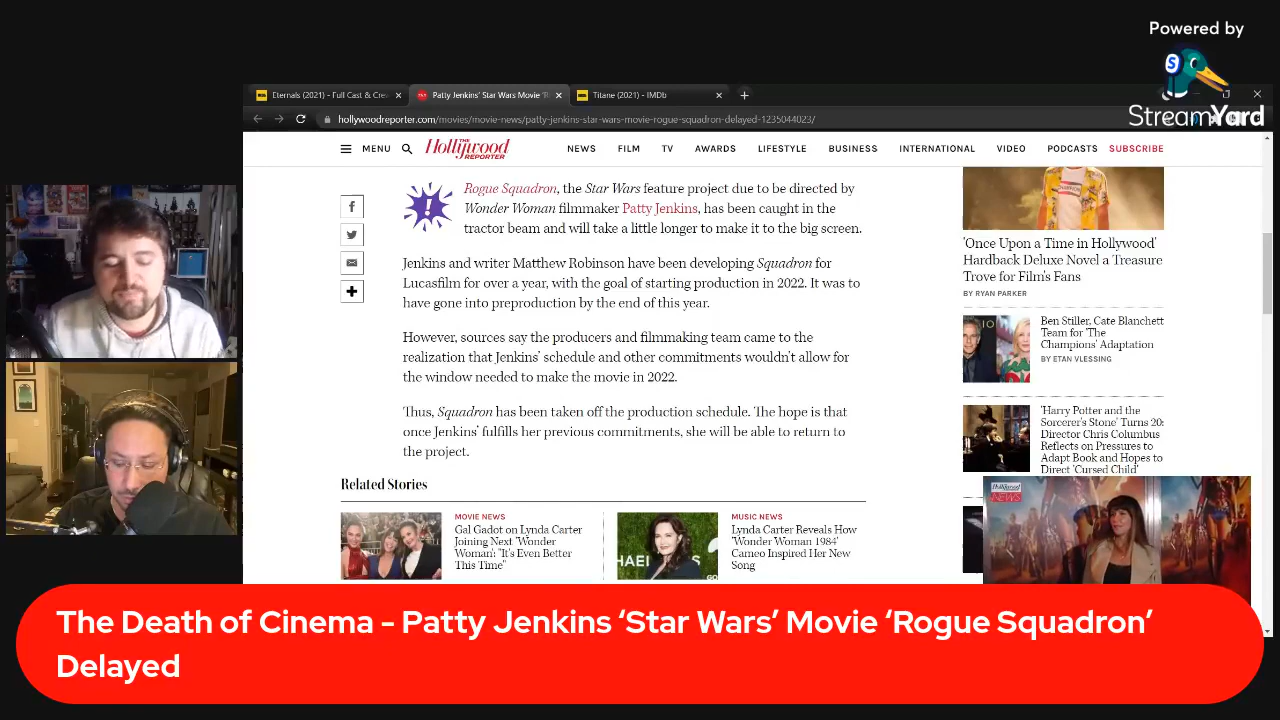 Powered by
StreamYard
Eternals (2021) - Full Cast & Cre
Patty Jenkins' Star Wars Movie 'R
Titane (2021) - IMDb
hollywoodreporter.com/movies/movie-news/patty-jenkins-star-wars-movie-rogue-squadron-delayed-1235044023/
MENU
THE
Hollywood
REPORTER
NEWS FILM TV AWARDS LIFESTYLE BUSINESS INTERNATIONAL VIDEO PODCASTS SUBSCRIBE
Rogue Squadron, the Star Wars feature project due to be directed by
Wonder Woman filmmaker Patty Jenkins, has been caught in the
tractor beam and will take a little longer to make it to the big screen.
Jenkins and writer Matthew Robinson have been developing Squadron for
Lucasfilm for over a year, with the goal of starting production in 2022. It was to
have gone into preproduction by the end of this year.
However, sources say the producers and filmmaking team came to the
realization that Jenkins' schedule and other commitments wouldn't allow for
the window needed to make the movie in 2022.
Thus, Squadron has been taken off the production schedule. The hope is that
once Jenkins' fulfills her previous commitments, she will be able to return to
the project.
Related Stories
MOVIE NEWS
Gal Gadot on Lynda Carter
Joining Next 'Wonder
Woman': "It's Even Better
This Time"
MUSIC NEWS
Lynda Carter Reveals How
'Wonder Woman 1984'
Cameo Inspired Her New
Song
'Once Upon a Time in Hollywood'
Hardback Deluxe Novel a Treasure
Trove for Film's Fans
BY RYAN PARKER
Ben Stiller, Cate Blanchett
Team for 'The
Champions' Adaptation
BY ETAN VLESSING
'Harry Potter and the
Sorcerer's Stone' Turns 20:
Director Chris Columbus
Reflects on Pressures to
Adapt Book and Hopes to
Direct 'Cursed Child'
Hollywood
NEWS
The Death of Cinema - Patty Jenkins ‘Star Wars’ Movie ‘Rogue Squadron’
Delayed